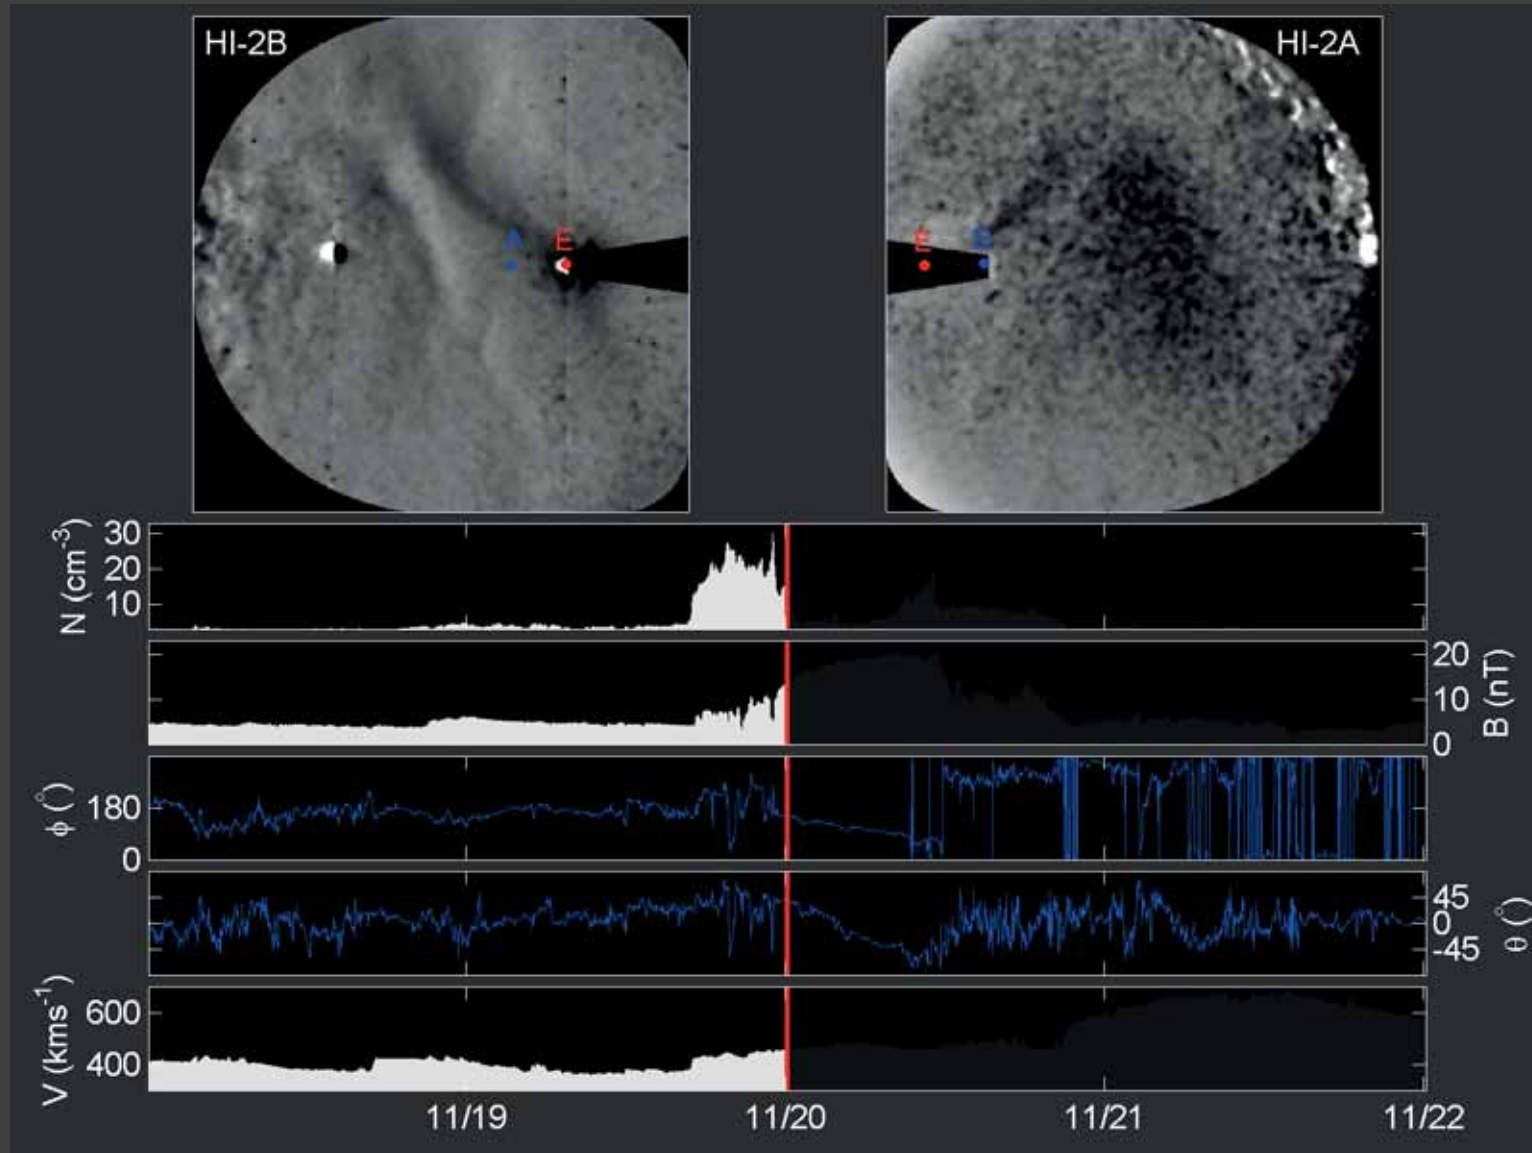 HI-2B
HI-2A
A
E
E
B
N (cm-3)
30
20
10
B (nT)
20
10
0
ϕ (°)
180
0
θ (°)
45
0
-45
V (kms-1)
600
400
11/19
11/20
11/21
11/22